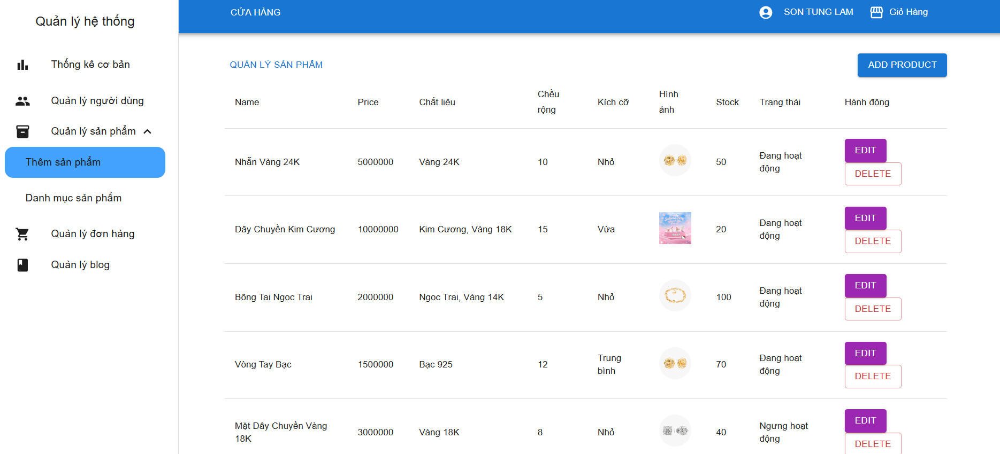 Quản lý hệ thống
Thống kê cơ bản
Quản lý người dùng
Quản lý sản phẩm
Thêm sản phẩm
Danh mục sản phẩm
Quản lý đơn hàng
Quản lý blog
CỬA HÀNG
SON TUNG LAM
Giỏ Hàng
QUẢN LÝ SẢN PHẨM
ADD PRODUCT
Name
Price
Chất liệu
Chều
rộng
Kích cỡ
Hình
ảnh
Stock
Trạng thái
Hành động
Nhẫn Vàng 24K
5000000
Vàng 24K
10
Nhỏ
50
Đang hoạt
động
EDIT
DELETE
Dây Chuyền Kim Cương
10000000
Kim Cương, Vàng 18K
15
Vừa
20
Đang hoạt
động
EDIT
DELETE
Bông Tai Ngọc Trai
2000000
Ngọc Trai, Vàng 14K
5
Nhỏ
100
Đang hoạt
động
EDIT
DELETE
Vòng Tay Bạc
1500000
Bạc 925
12
Trung
bình
70
Đang hoạt
động
EDIT
DELETE
Mặt Dây Chuyền Vàng
18K
3000000
Vàng 18K
8
Nhỏ
40
Ngưng hoạt
động
EDIT
DELETE